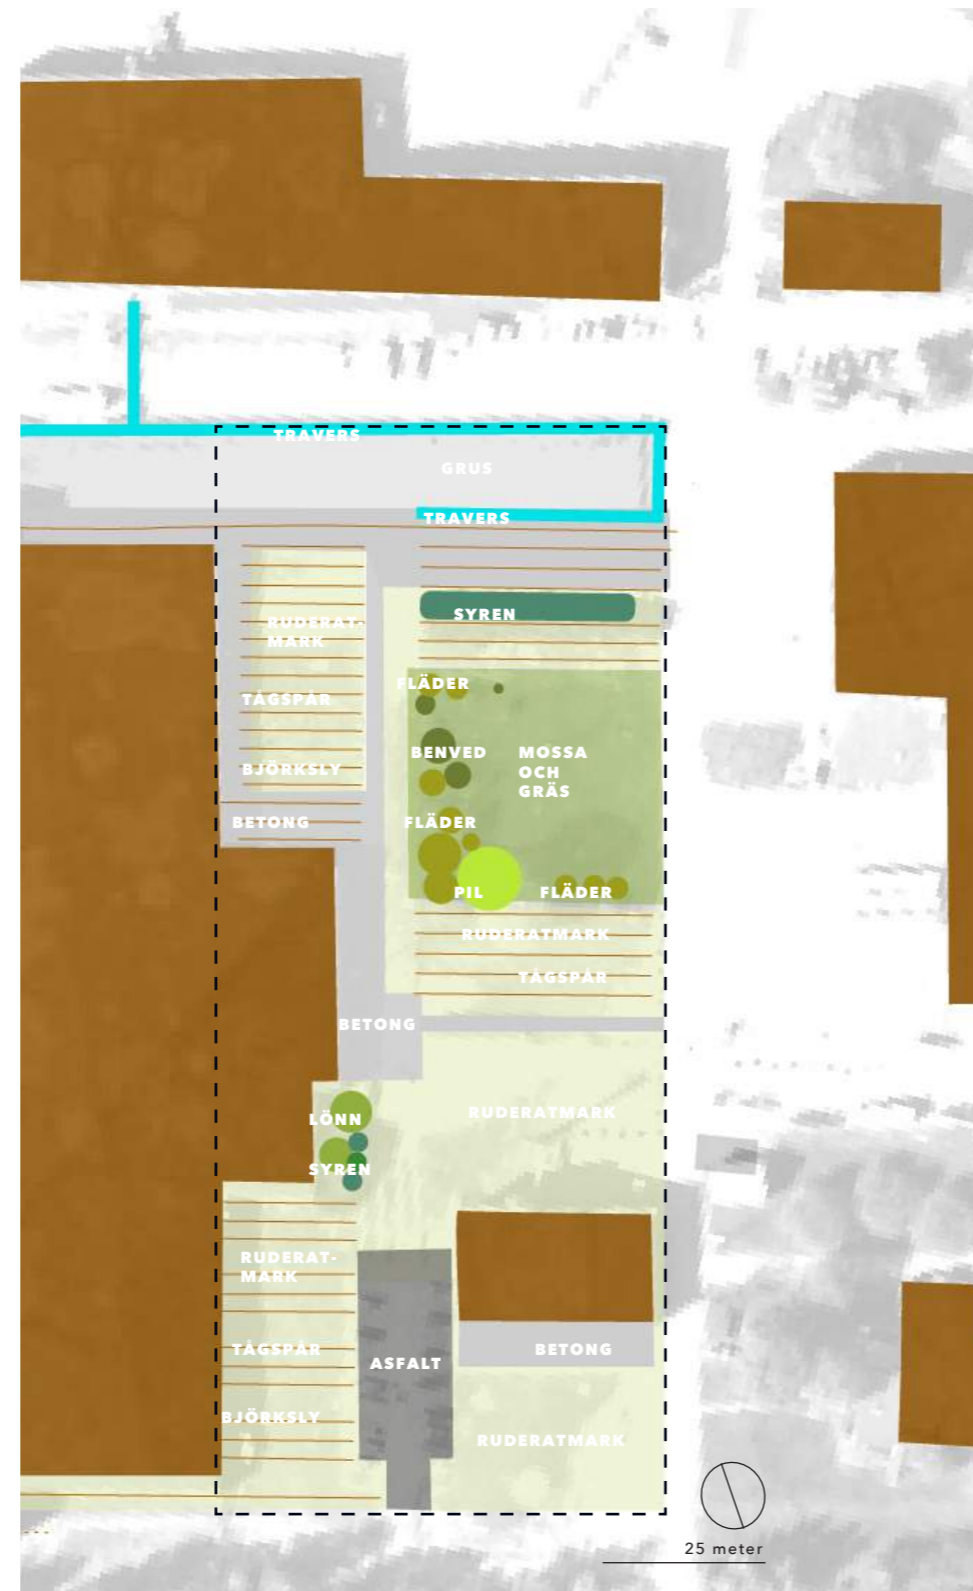 TRAVERS
GRUS
TRAVERS
SYREN
RUDERAT-
MARK
FLÄDER
TÅGSPÅR
BENVED
MOSSA
OCH
GRÄS
BJÖRKSLY
BETONG
FLÄDER
PIL
FLÄDER
RUDERATMARK
TÅGSPÅR
BETONG
LÖNN
RUDERATMARK
SYREN
RUDERAT-
MARK
TÅGSPÅR
ASFALT
BETONG
BJÖRKSLY
RUDERATMARK
25 meter